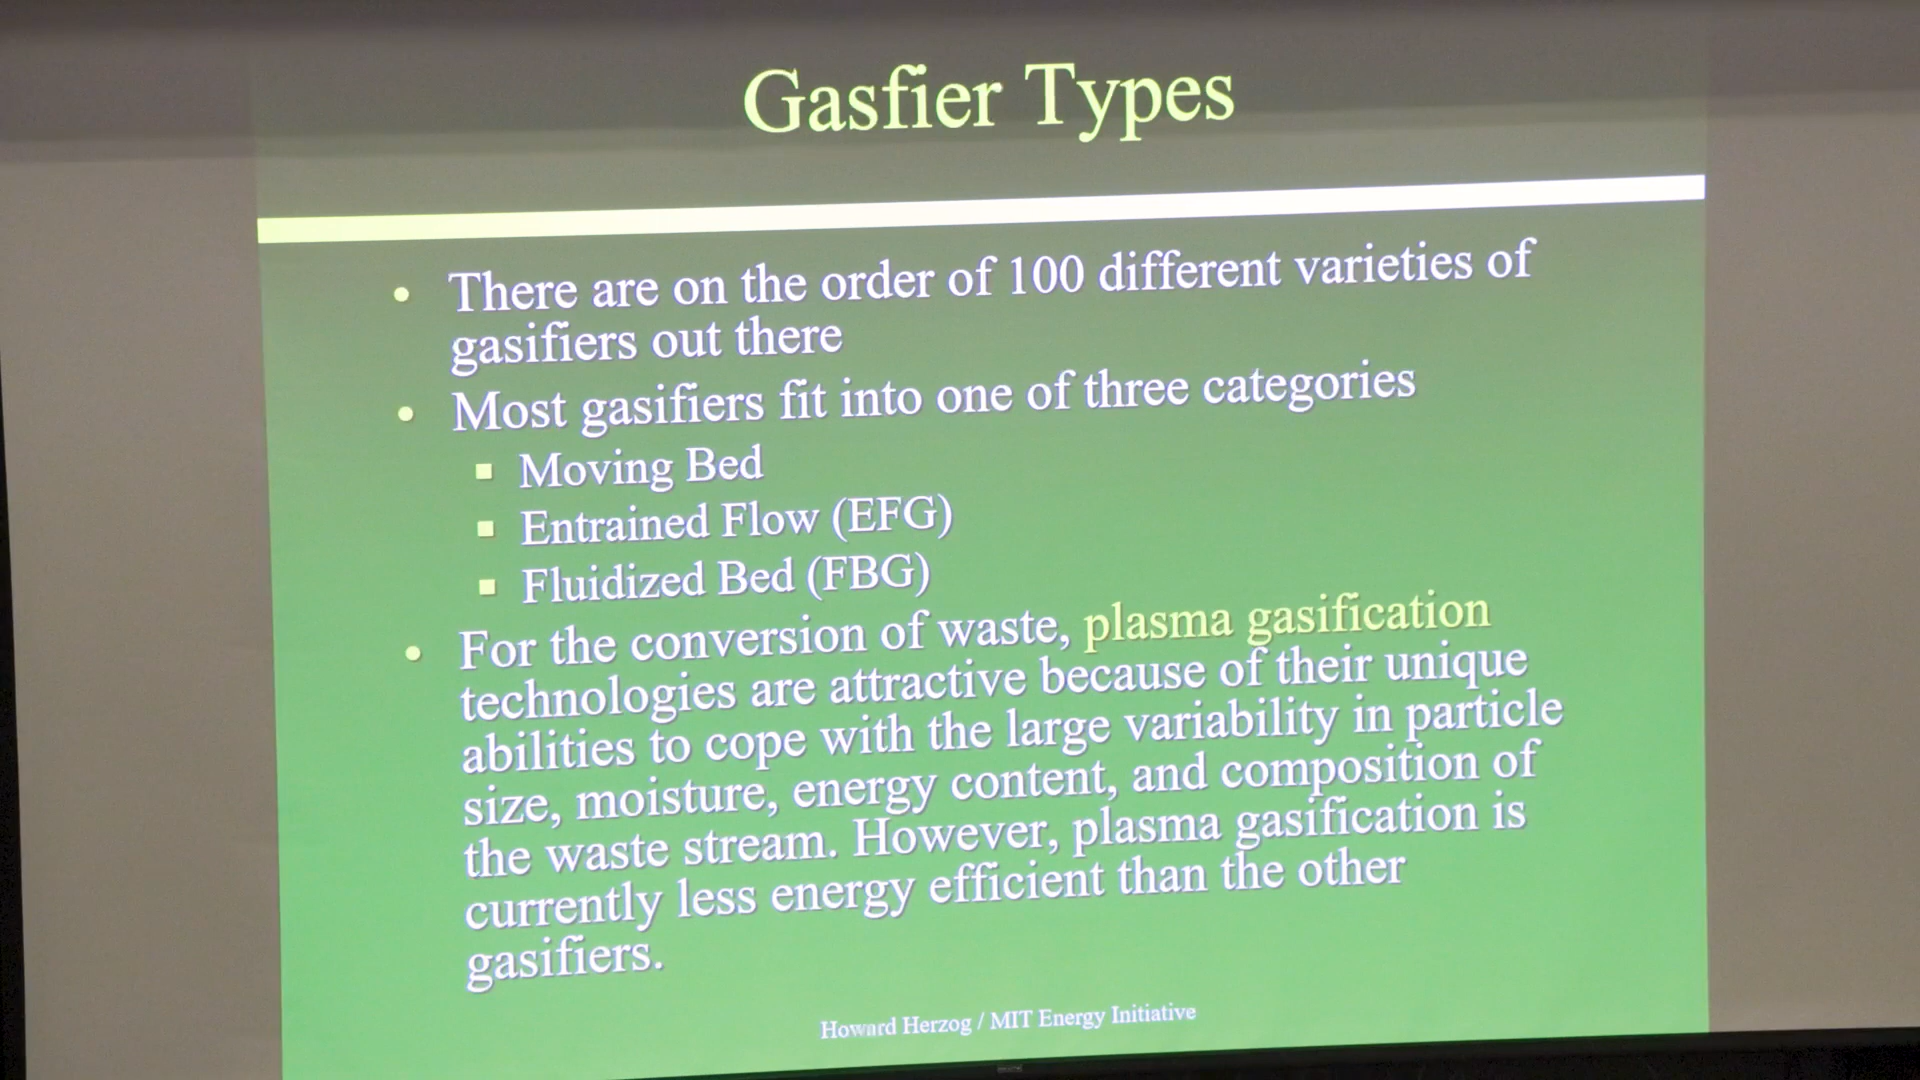 Gasfier Types
• There are on the order of 100 different varieties of
gasifiers out there
• Most gasifiers fit into one of three categories
▪ Moving Bed
▪ Entrained Flow (EFG)
▪ Fluidized Bed (FBG)
• For the conversion of waste, plasma gasification
technologies are attractive because of their unique
abilities to cope with the large variability in particle
size, moisture, energy content, and composition of
the waste stream. However, plasma gasification is
currently less energy efficient than the other
gasifiers.
Howard Herzog / MIT Energy Initiative